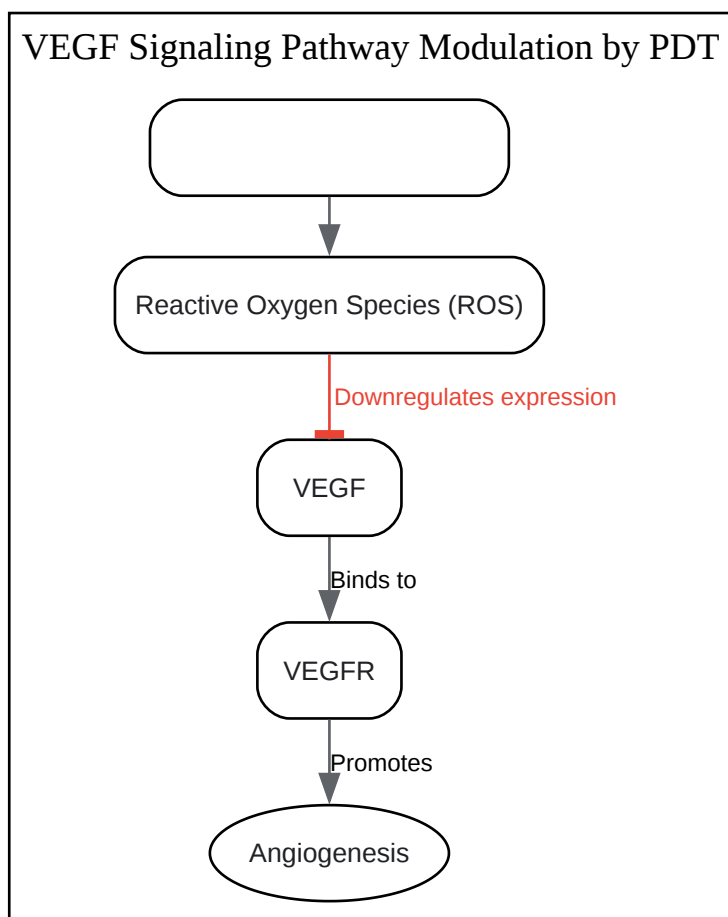 VEGF Signaling Pathway Modulation by PDT
Reactive Oxygen Species (ROS)
Downregulates expression
VEGF
Binds to
VEGFR
Promotes
Angiogenesis